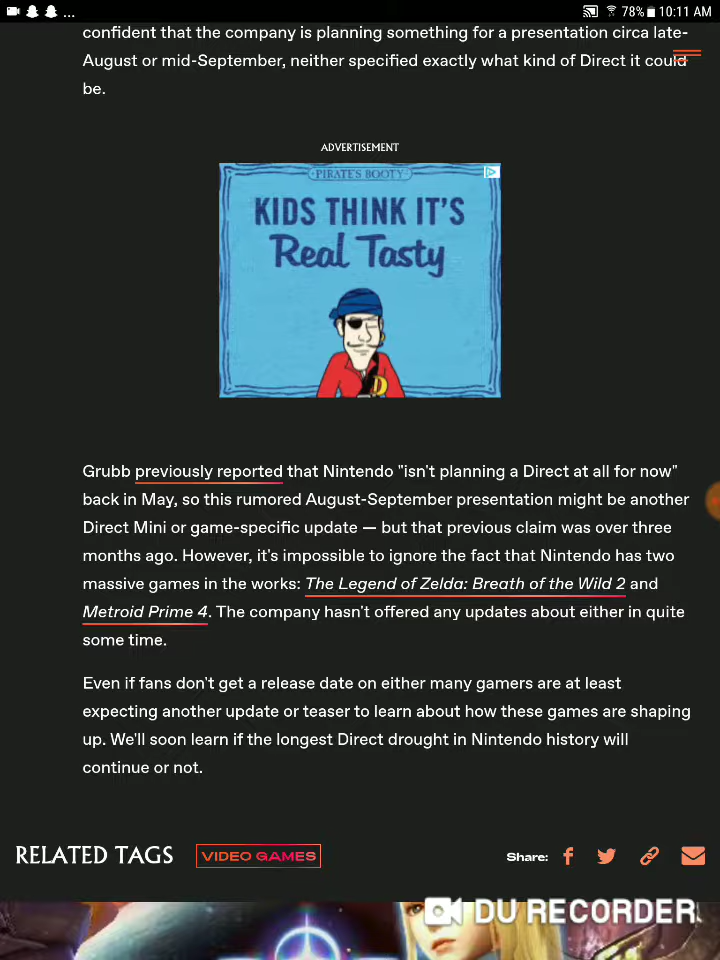 ... 78% 10:11 AM
confident that the company is planning something for a presentation circa late-
August or mid-September, neither specified exactly what kind of Direct it could
be.
ADVERTISEMENT
PIRATE'S BOOTY
KIDS THINK IT'S
Real Tasty
Grubb previously reported that Nintendo "isn't planning a Direct at all for now"
back in May, so this rumored August-September presentation might be another
Direct Mini or game-specific update — but that previous claim was over three
months ago. However, it's impossible to ignore the fact that Nintendo has two
massive games in the works: The Legend of Zelda: Breath of the Wild 2 and
Metroid Prime 4. The company hasn't offered any updates about either in quite
some time.
Even if fans don't get a release date on either many gamers are at least
expecting another update or teaser to learn about how these games are shaping
up. We'll soon learn if the longest Direct drought in Nintendo history will
continue or not.
RELATED TAGS VIDEO GAMES Share:
DU RECORDER